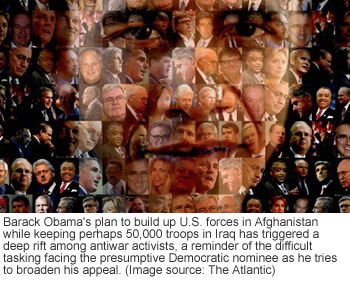 Barack Obama's plan to build up U.S. forces in Afghanistan
while keeping perhaps 50,000 troops in Iraq has triggered a
deep rift among antiwar activists, a reminder of the difficult
tasking facing the presumptive Democratic nominee as he tries
to broaden his appeal. (Image source: The Atlantic)